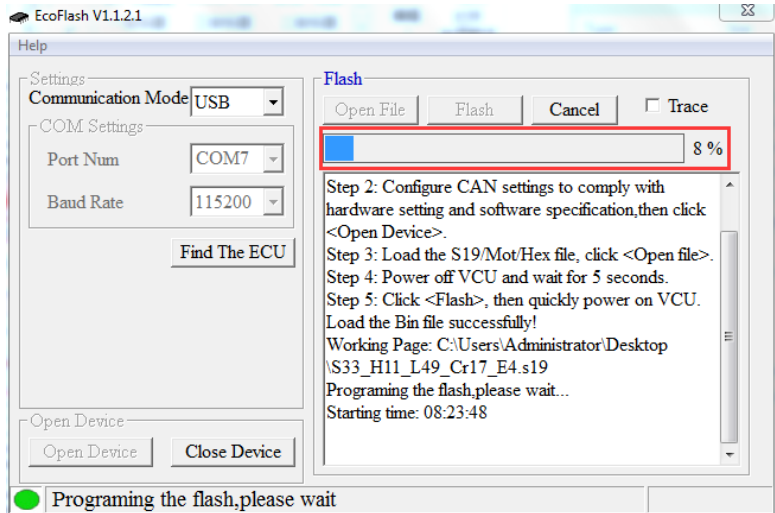 EcoFlash V1.1.2.1
Help
Settings
Communication Mode USB
COM Settings
Port Num COM7
Baud Rate 115200
Find The ECU
Open Device
Open Device Close Device
Flash
Open File Flash Cancel Trace
8 %
Step 2: Configure CAN settings to comply with
hardware setting and software specification,then click
<Open Device>.
Step 3: Load the S19/Mot/Hex file, click <Open file>.
Step 4: Power off VCU and wait for 5 seconds.
Step 5: Click <Flash>, then quickly power on VCU.
Load the Bin file successfully!
Working Page: C:\Users\Administrator\Desktop
\S33_H11_L49_Cr17_E4.s19
Programing the flash,please wait...
Starting time: 08:23:48
Programing the flash,please wait